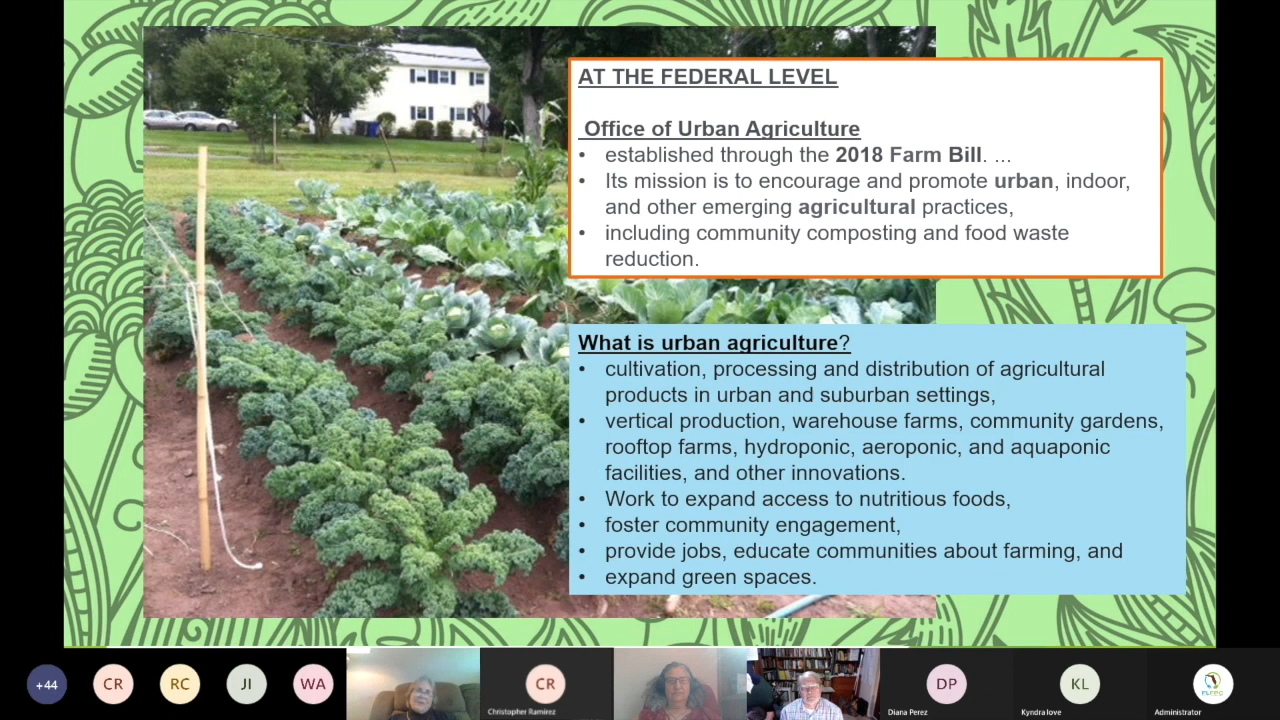 AT THE FEDERAL LEVEL
Office of Urban Agriculture
• established through the 2018 Farm Bill. ...
• Its mission is to encourage and promote urban, indoor,
and other emerging agricultural practices,
• including community composting and food waste
reduction.
What is urban agriculture?
• cultivation, processing and distribution of agricultural
products in urban and suburban settings,
• vertical production, warehouse farms, community gardens,
rooftop farms, hydroponic, aeroponic, and aquaponic
facilities, and other innovations.
• Work to expand access to nutritious foods,
• foster community engagement,
• provide jobs, educate communities about farming, and
• expand green spaces.
+44
CR
RC
JI
WA
CR
Christopher Ramirez
DP
Diana Perez
KL
Kyndra love
Administrator